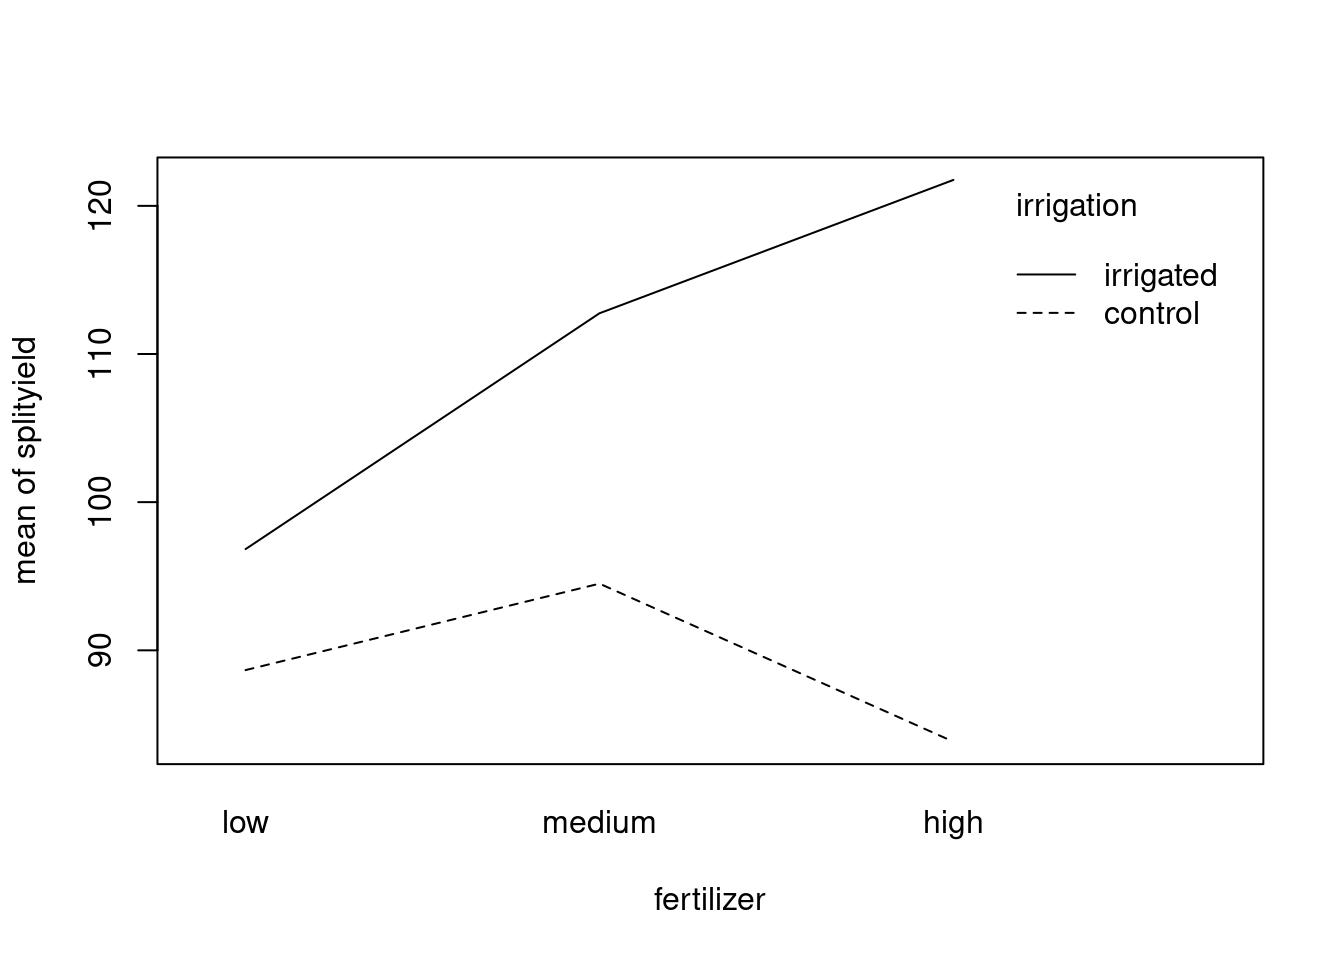 120
110
100
90
mean of splityield
irrigation
irrigated
control
low medium high
fertilizer